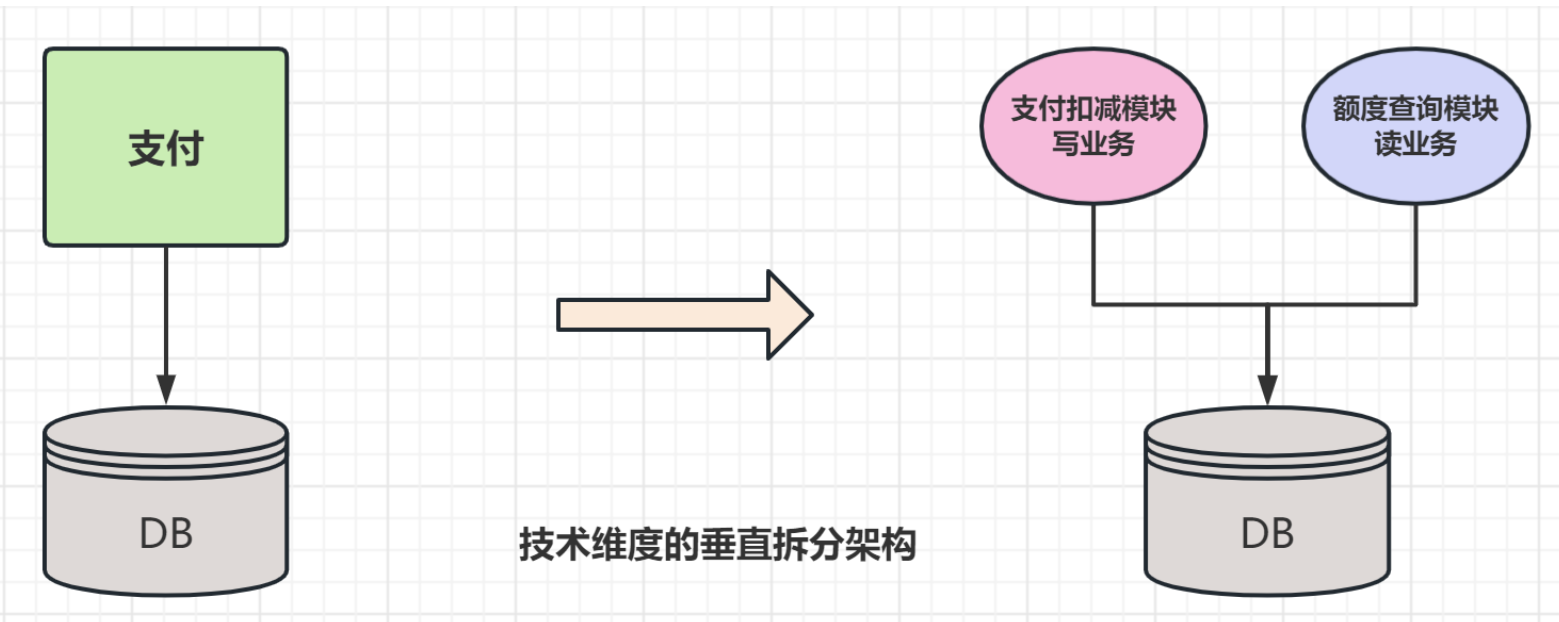 支付
支付扣减模块
写业务
额度查询模块
读业务
DB
技术维度的垂直拆分架构
DB